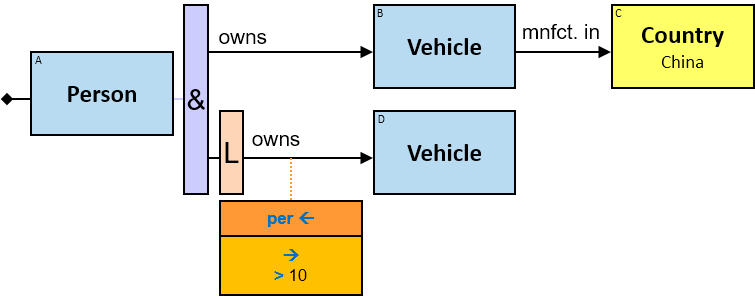 A
Person
&
owns
B
Vehicle
mnfct. in
C
Country
China
L
owns
D
Vehicle
per ←
→
> 10